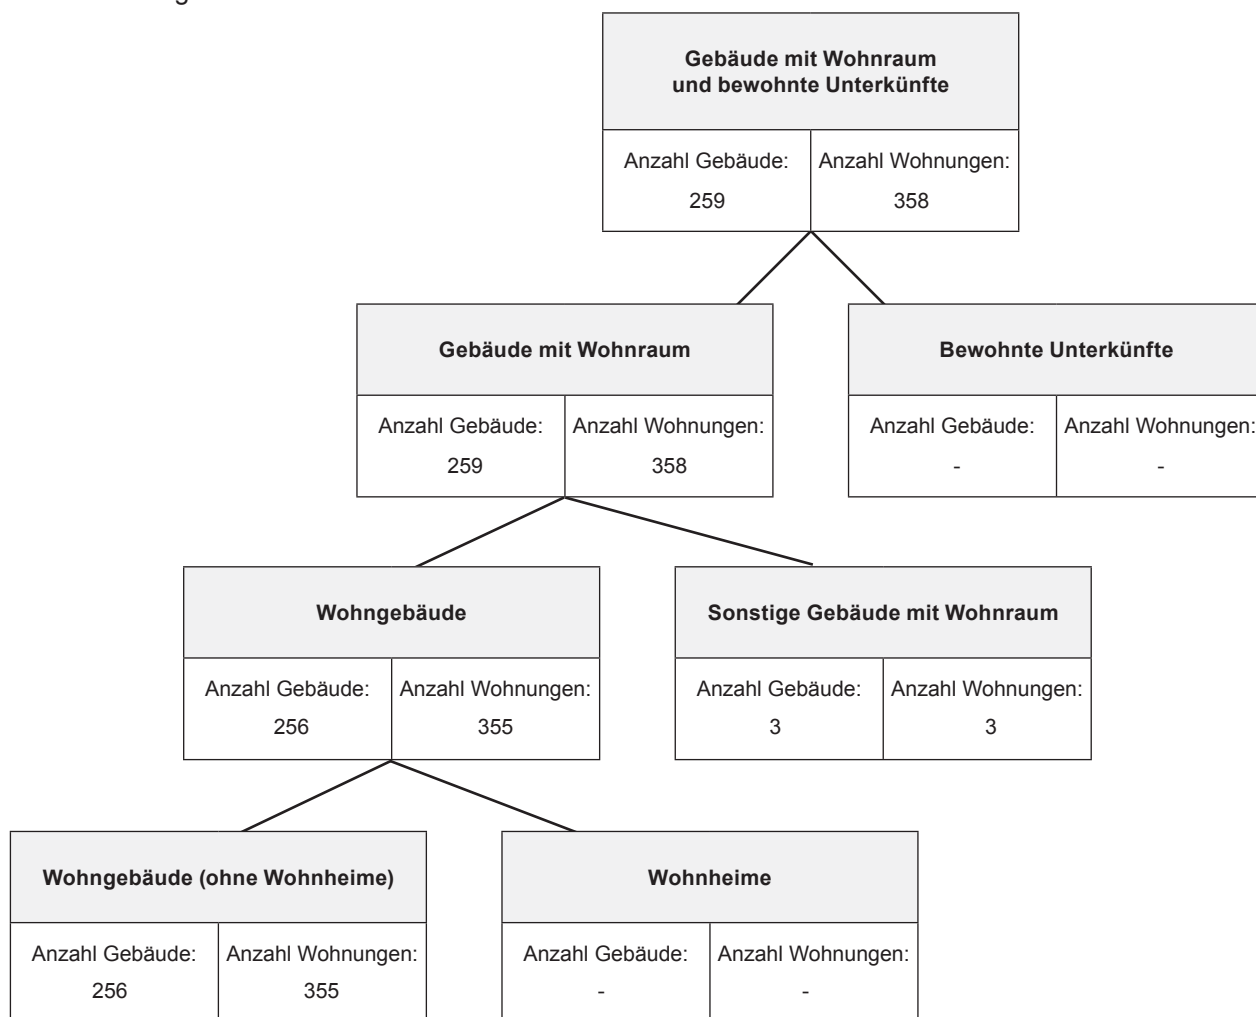 Gebäude mit Wohnraum
und bewohnte Unterkünfte
Anzahl Gebäude: Anzahl Wohnungen:
259 358
Gebäude mit Wohnraum Bewohnte Unterkünfte
Anzahl Gebäude: Anzahl Wohnungen: Anzahl Gebäude: Anzahl Wohnungen:
259 358 - -
Wohngebäude Sonstige Gebäude mit Wohnraum
Anzahl Gebäude: Anzahl Wohnungen: Anzahl Gebäude: Anzahl Wohnungen:
256 355 3 3
Wohngebäude (ohne Wohnheime) Wohnheime
Anzahl Gebäude: Anzahl Wohnungen: Anzahl Gebäude: Anzahl Wohnungen:
256 355 - -